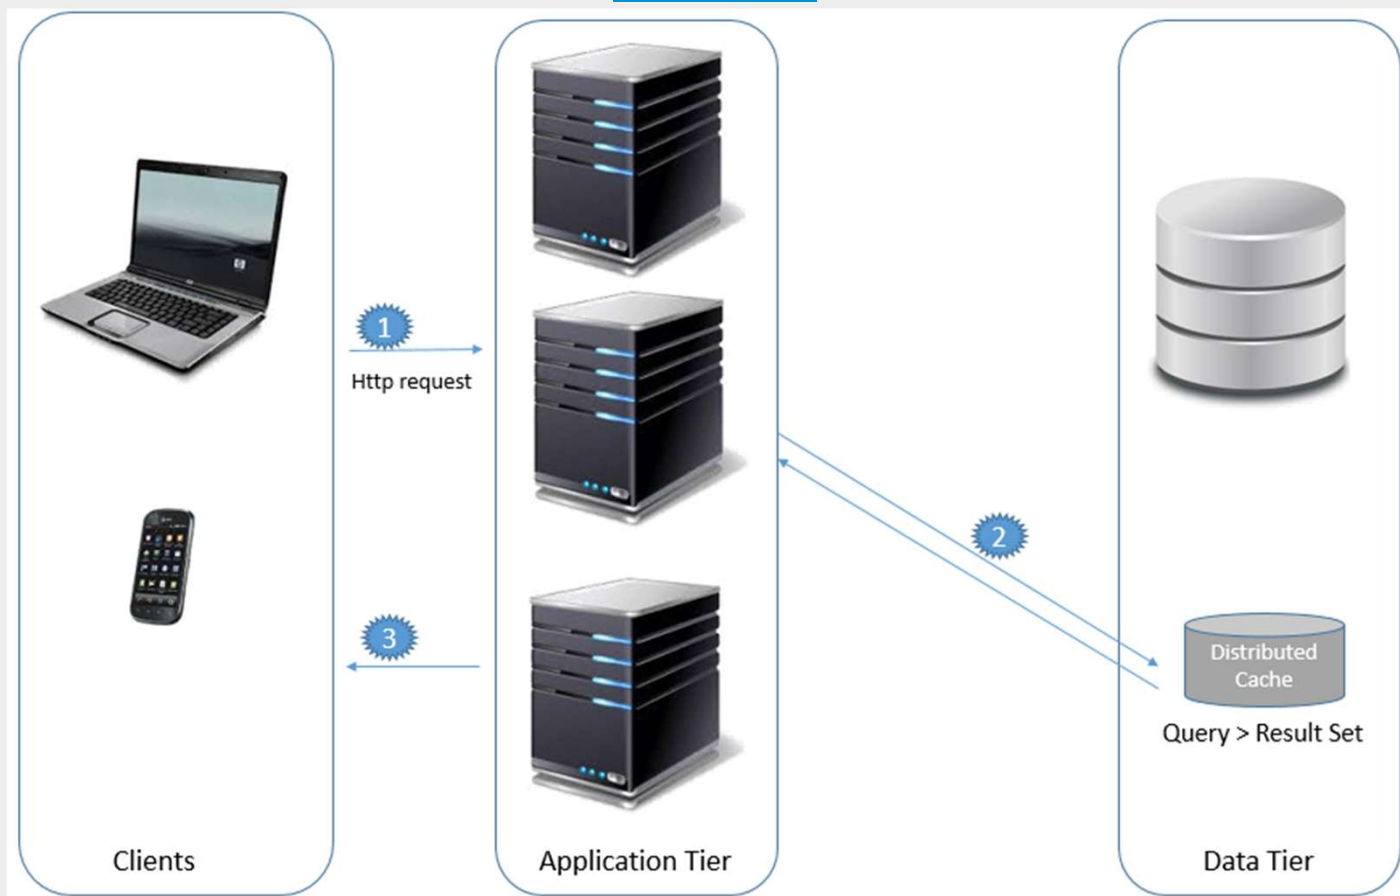 1
Http request
2
3
Distributed
Cache
Query > Result Set
Clients
Application Tier
Data Tier